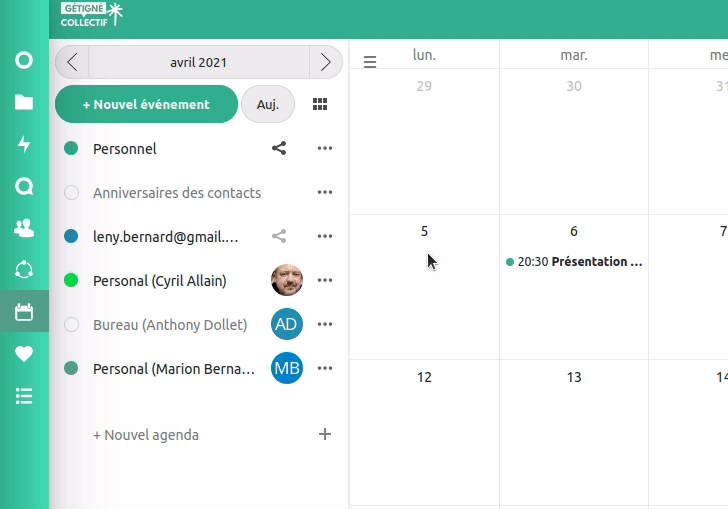 GÉTIGNÉ
COLLECTIF
avril 2021
+ Nouvel événement
Auj.
Personnel
Anniversaires des contacts
leny.bernard@gmail.…
Personal (Cyril Allain)
Bureau (Anthony Dollet)
AD
Personal (Marion Berna…
MB
+ Nouvel agenda
lun.
mar.
me
29
30
31
5
6
7
20:30 Présentation …
12
13
14